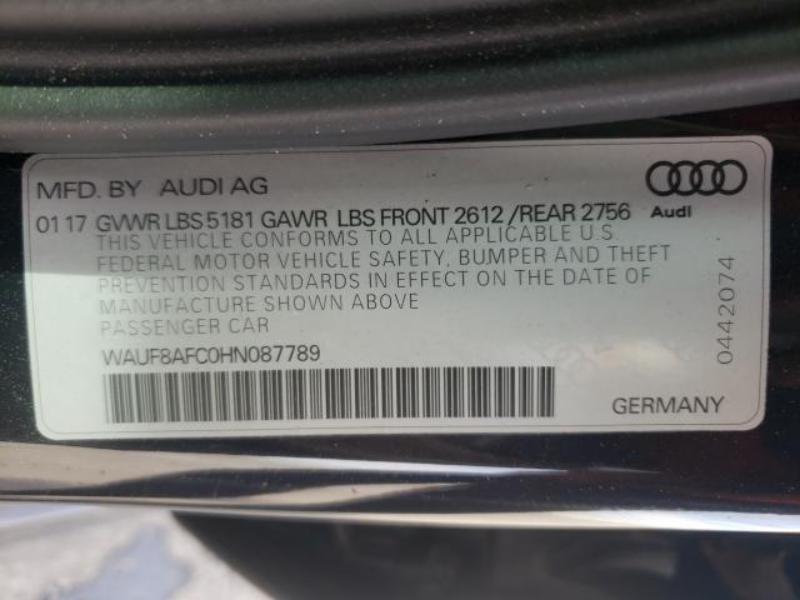 MFD. BY AUDI AG
Audi
01 17 GVWR LBS 5181 GAWR LBS FRONT 2612 /REAR 2756
THIS VEHICLE CONFORMS TO ALL APPLICABLE U.S.
FEDERAL MOTOR VEHICLE SAFETY, BUMPER AND THEFT
PREVENTION STANDARDS IN EFFECT ON THE DATE OF
MANUFACTURE SHOWN ABOVE
PASSENGER CAR
WAUF8AFC0HN087789
0442074
GERMANY